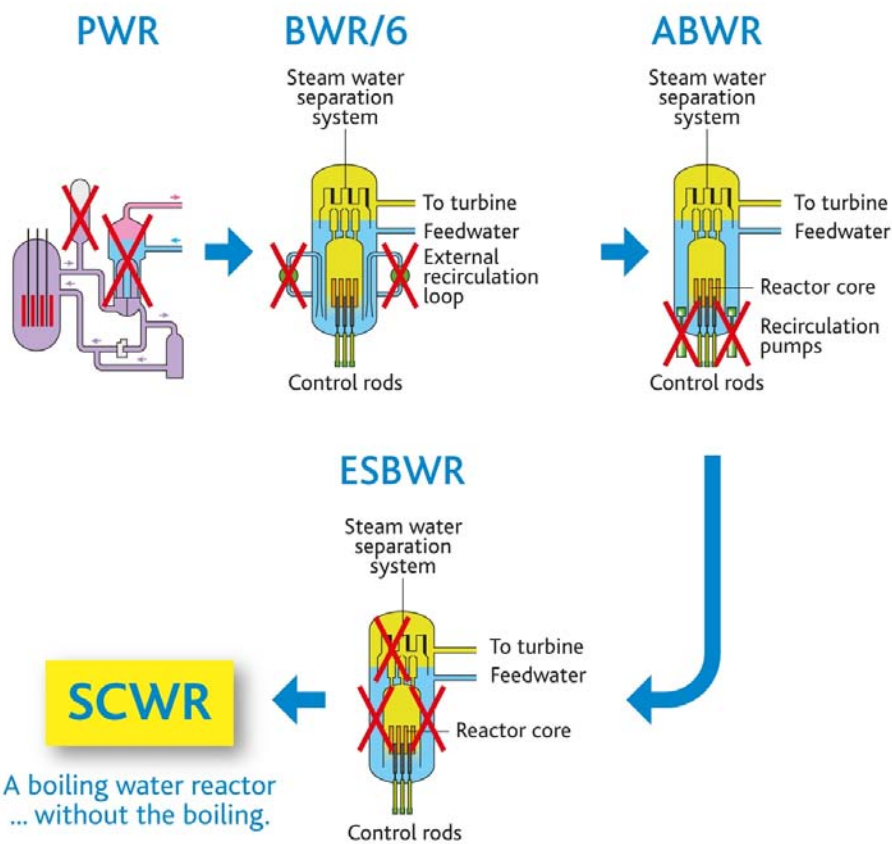 PWR
BWR/6
Steam water
separation
system
To turbine
Feedwater
External
recirculation
loop
Control rods
ABWR
Steam water
separation
system
To turbine
Feedwater
Reactor core
Recirculation
pumps
Control rods
ESBWR
Steam water
separation
system
To turbine
Feedwater
Reactor core
Control rods
SCWR
A boiling water reactor
... without the boiling.